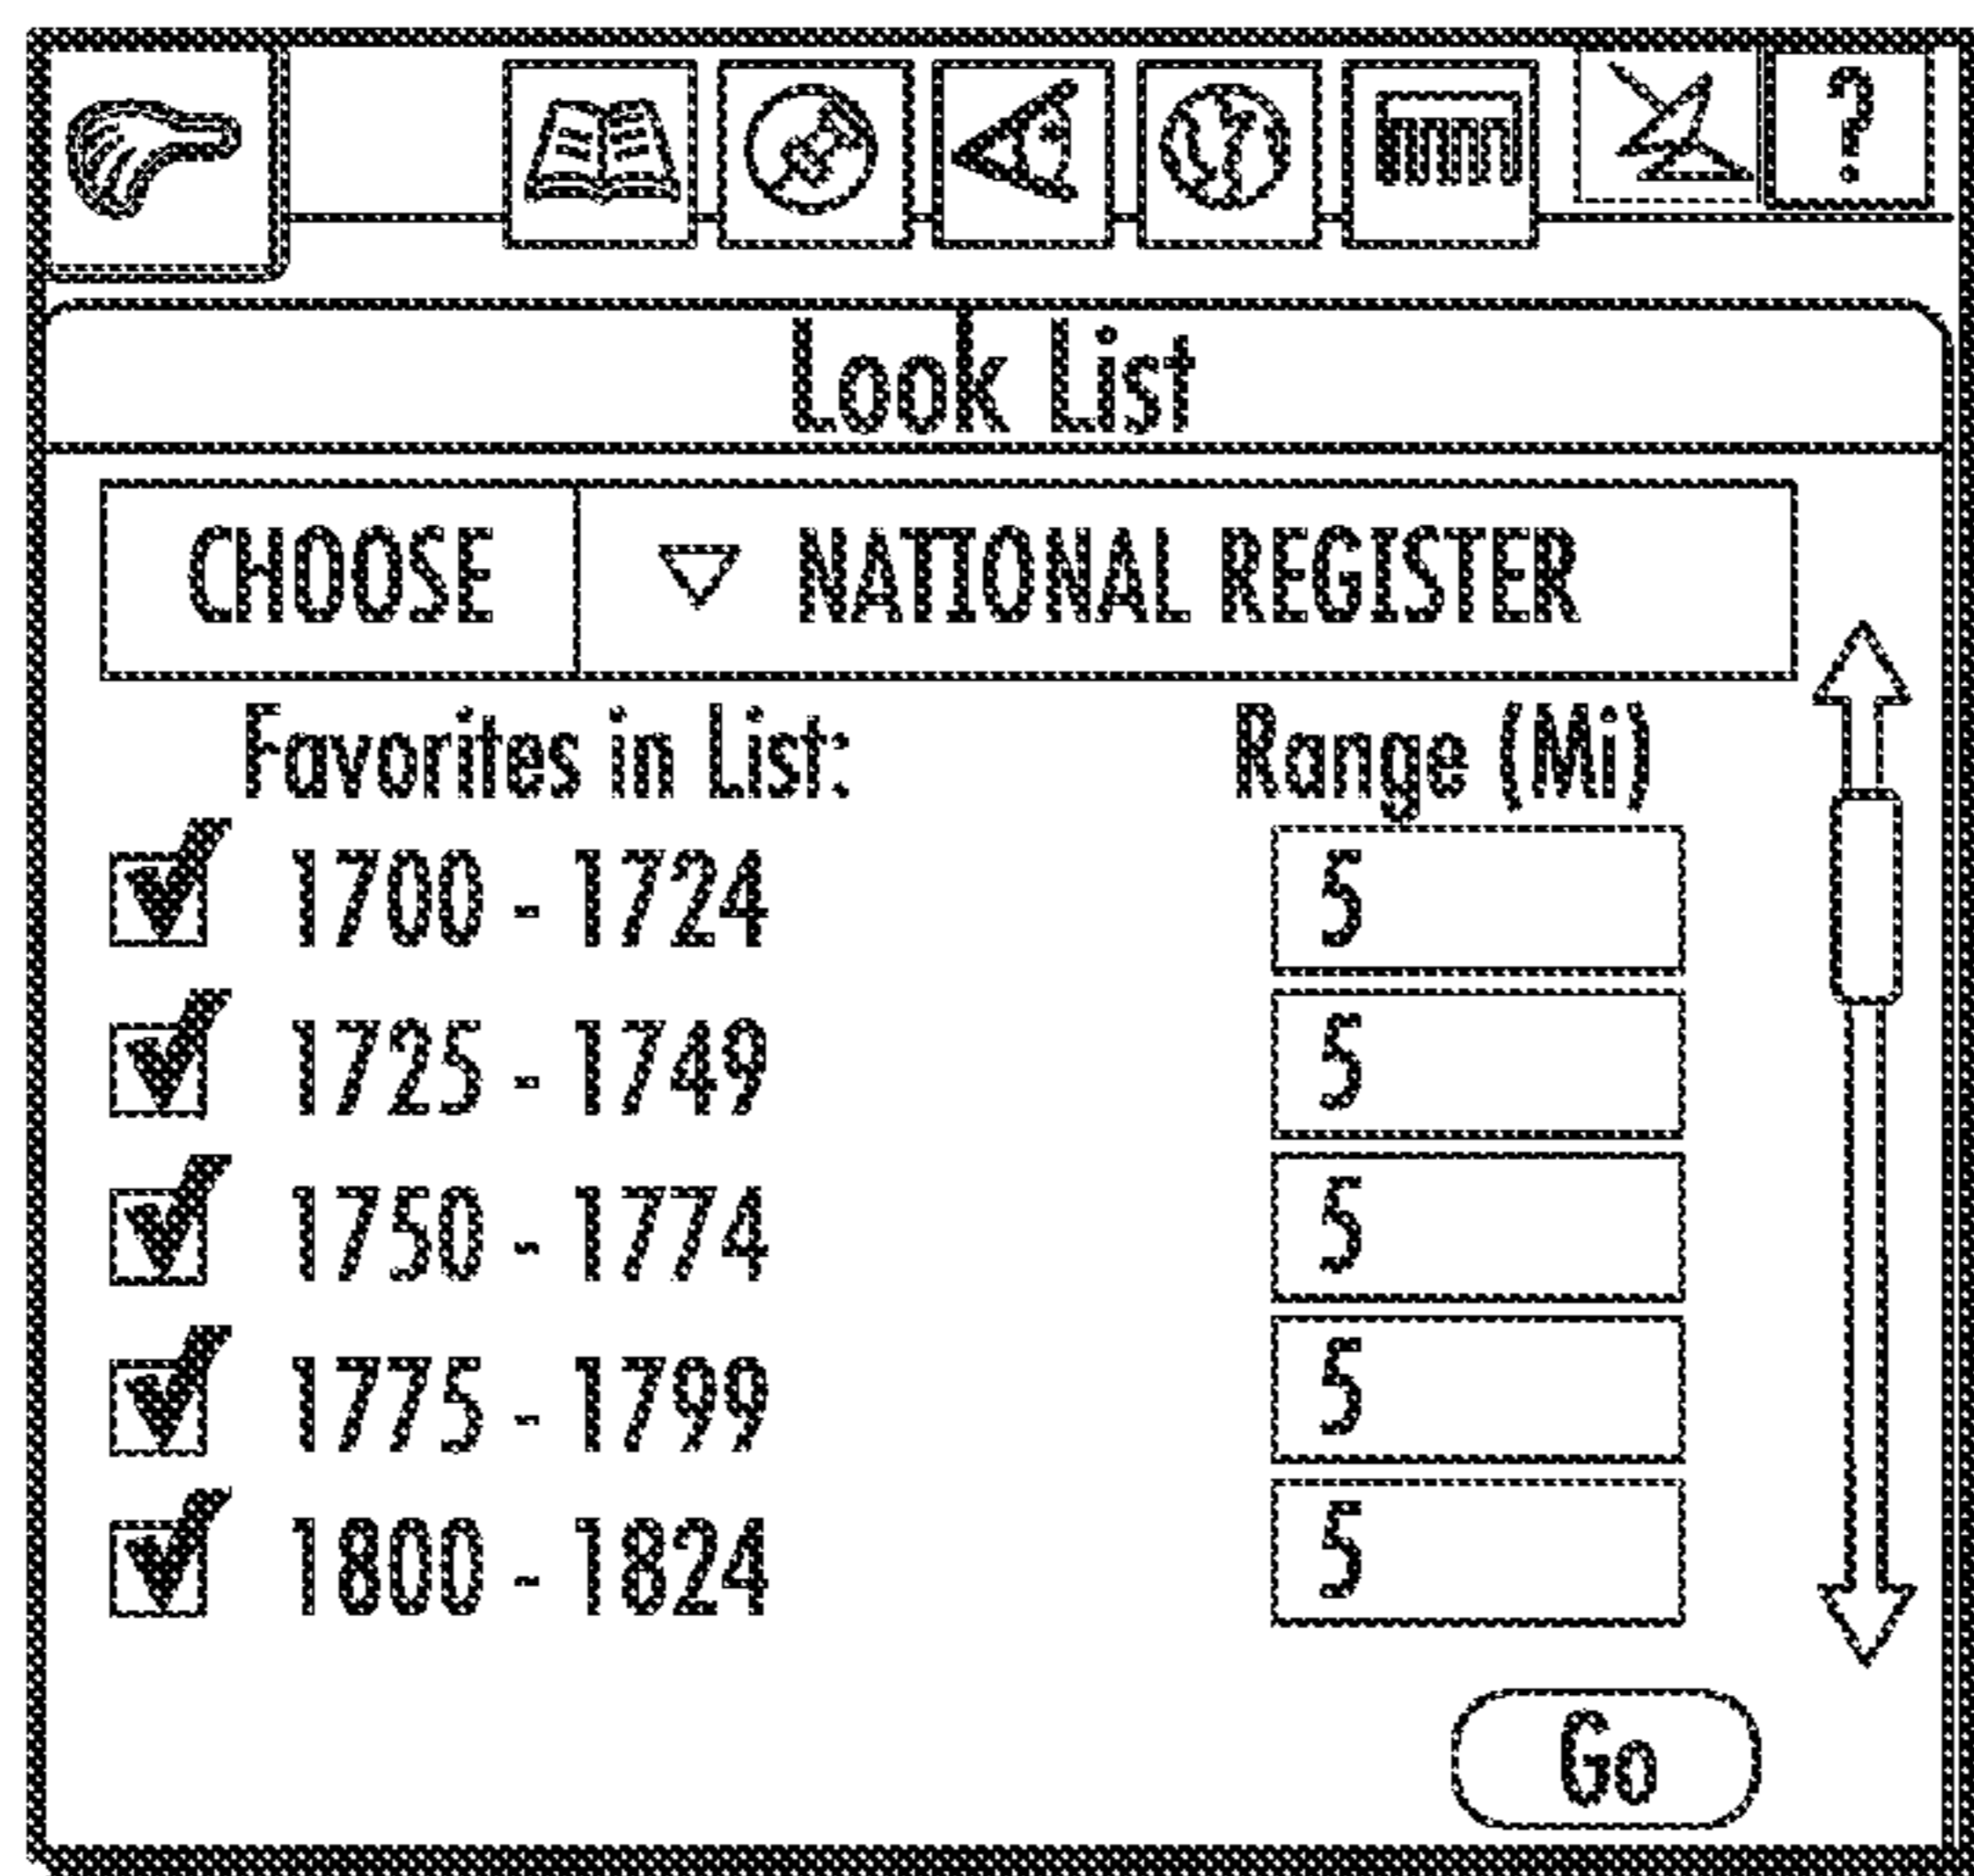 ?
Look List
CHOOSE ▽ NATIONAL REGISTER
Favorites in List: Range (Mi)
1700 - 1724 5
1725 - 1749 5
1750 - 1774 5
1775 - 1799 5
1800 - 1824 5
Go